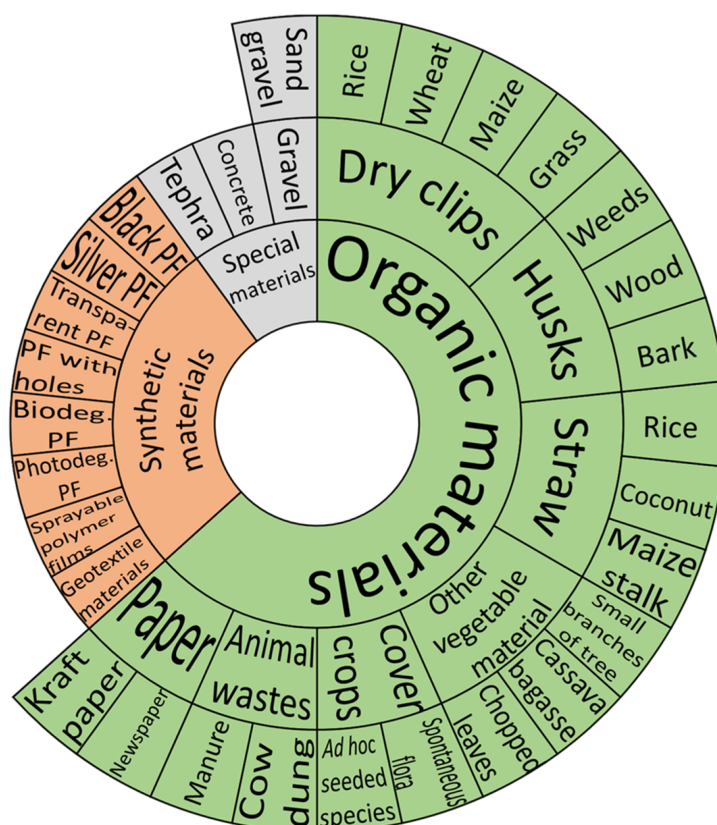 Organic materials
Dry clips
Rice
Wheat
Maize
Grass
Husks
Weeds
Wood
Bark
Straw
Rice
Coconut
Maize
stalk
Other
vegetable
material
Small
branches
of tree
Cassava
bagasse
Chopped
leaves
Cover
crops
Spontaneous
flora
Ad hoc
seeded
species
Animal
wastes
Cow
dung
Manure
Paper
Newspaper
Kraft
paper
Synthetic
materials
Geotextile
materials
Sprayable
polymer
films
Photodeg.
PF
Biodeg.
PF
PF with
holes
Transpa-
rent PF
Silver PF
Black PF
Special
materials
Tephra
Concrete
Gravel
Sand
gravel